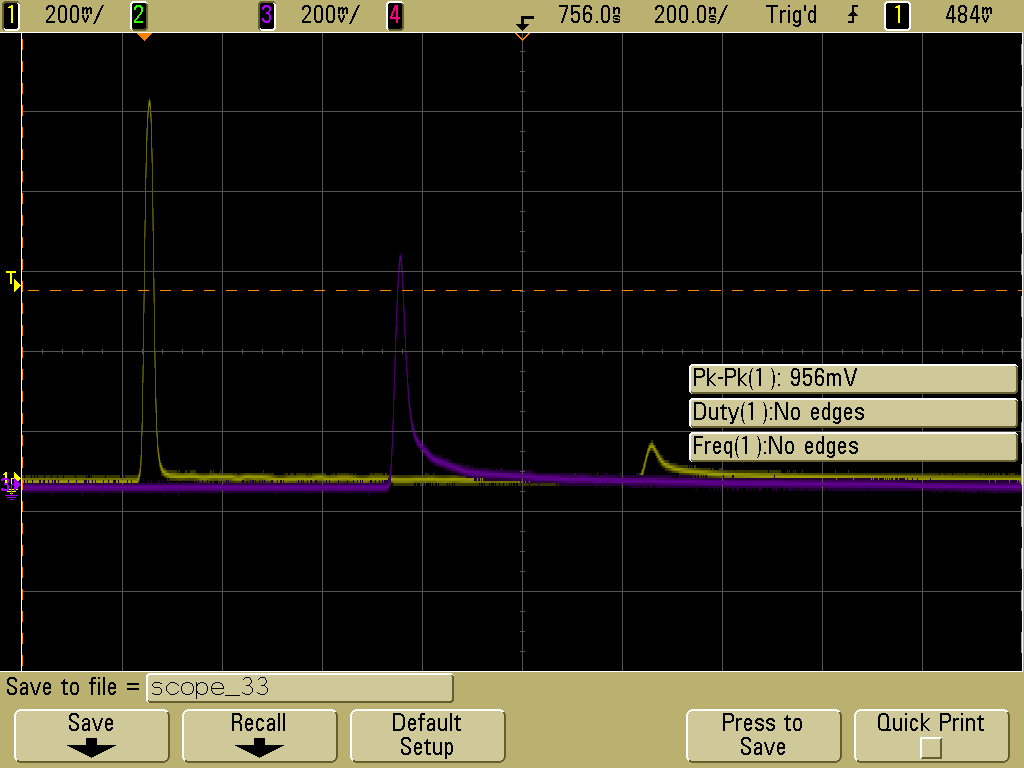 1 200mV/ 2 3 200mV/ 4 756.0ns 200.0ns/ Trig'd 1 484mV
T
Pk-Pk(1): 956mV
Duty(1):No edges
Freq(1):No edges
1
Save to file = scope_33
Save Recall Default Setup Press to Save Quick Print